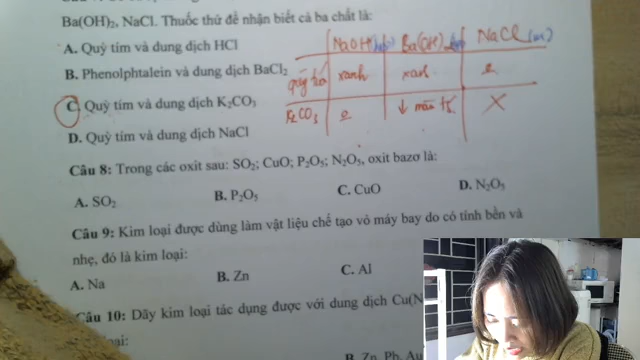 Ba(OH)₂, NaCl. Thuốc thử để nhận biết cả ba chất là:
NaOH Ba(OH)₂ NaCl
A. Quỳ tím và dung dịch HCl
B. Phenolphtalein và dung dịch BaCl₂
quỳ tím xanh xanh 0
C. Quỳ tím và dung dịch K₂CO₃
K₂CO₃ 0 ↓ X
D. Quỳ tím và dung dịch NaCl
Câu 8: Trong các oxit sau: SO₂; CuO; P₂O₅; N₂O₅, oxit bazơ là:
A. SO₂ B. P₂O₅ C. CuO D. N₂O₅
Câu 9: Kim loại được dùng làm vật liệu chế tạo vỏ máy bay do có tính bền và
nhẹ, đó là kim loại:
A. Na B. Zn C. Al
Câu 10: Dãy kim loại tác dụng được với dung dịch Cu(N
B. Zn, Pb, Au